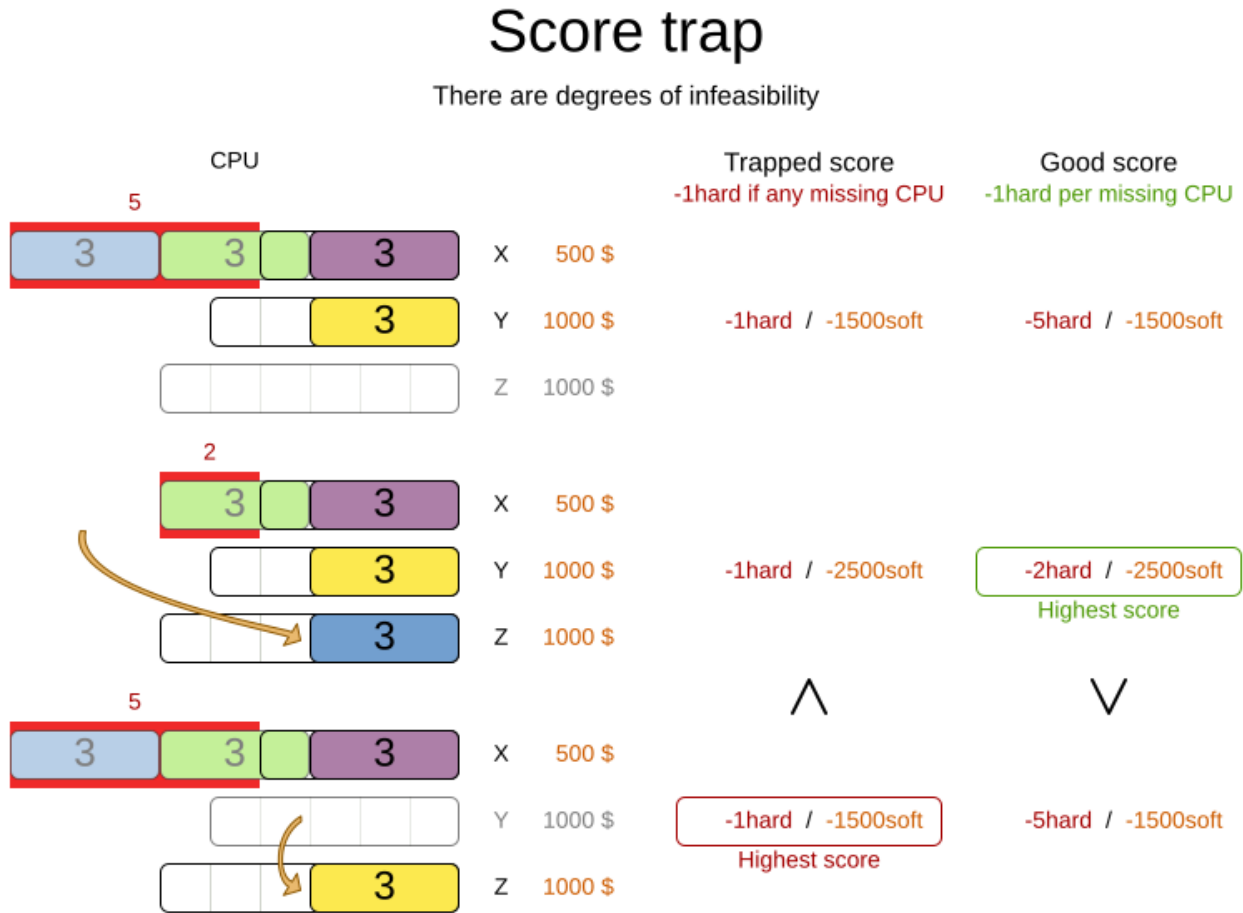 Score trap
There are degrees of infeasibility
CPU Trapped score Good score
5 -1hard if any missing CPU -1hard per missing CPU
3 3 3 X 500 $
3 Y 1000 $ -1hard / -1500soft -5hard / -1500soft
Z 1000 $
2
3 3 X 500 $
3 Y 1000 $ -1hard / -2500soft -2hard / -2500soft
Highest score
3 Z 1000 $
5
3 3 3 X 500 $
Y 1000 $ -1hard / -1500soft -5hard / -1500soft
Highest score
3 Z 1000 $